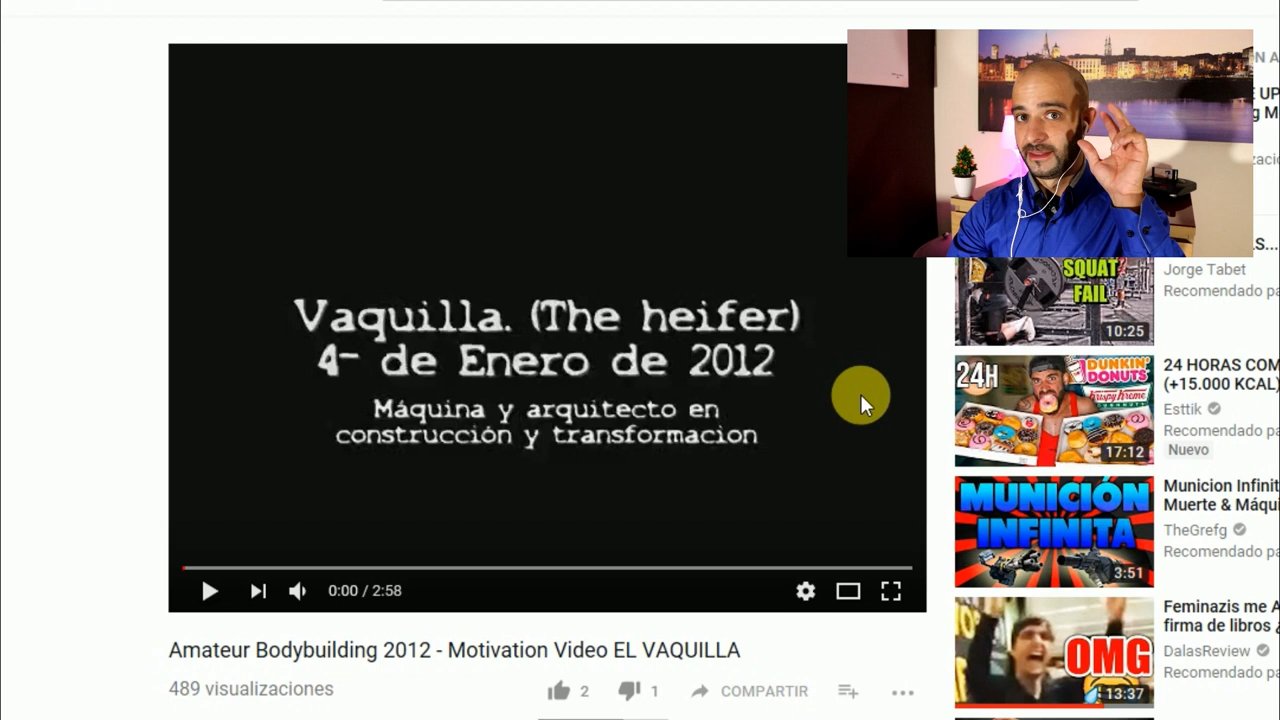 Vaquilla. (The heifer)
4- de Enero de 2012
Máquina y arquitecto en
construcción y transformacion
0:00 / 2:58
Amateur Bodybuilding 2012 - Motivation Video EL VAQUILLA
489 visualizaciones
2
1
COMPARTIR
SQUAT
FAIL
10:25
Jorge Tabet
Recomendado pa
24H
DUNKIN'
DONUTS
Krispy Kreme
17:12
24 HORAS COM
(+15.000 KCAL)
Esttik
Recomendado pa
Nuevo
MUNICIÓN
INFINITA
3:51
Municion Infinit
Muerte & Máqui
TheGrefg
Recomendado pa
OMG
13:37
Feminazis me A
firma de libros
DalasReview
Recomendado pa